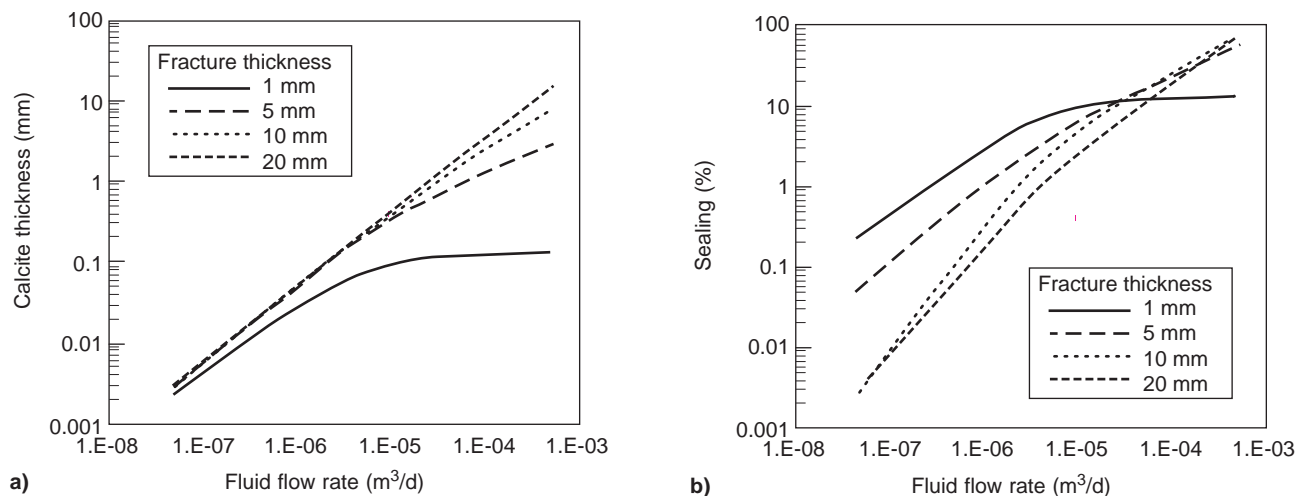 100
10
1
0.1
0.01
0.001
Calcite thickness (mm)
Fracture thickness
1 mm
5 mm
10 mm
20 mm
1.E-08
1.E-07
1.E-06
1.E-05
1.E-04
1.E-03
Fluid flow rate (m³/d)
a)
100
10
1
0.1
0.01
0.001
Sealing (%)
Fracture thickness
1 mm
5 mm
10 mm
20 mm
1.E-08
1.E-07
1.E-06
1.E-05
1.E-04
1.E-03
Fluid flow rate (m³/d)
b)